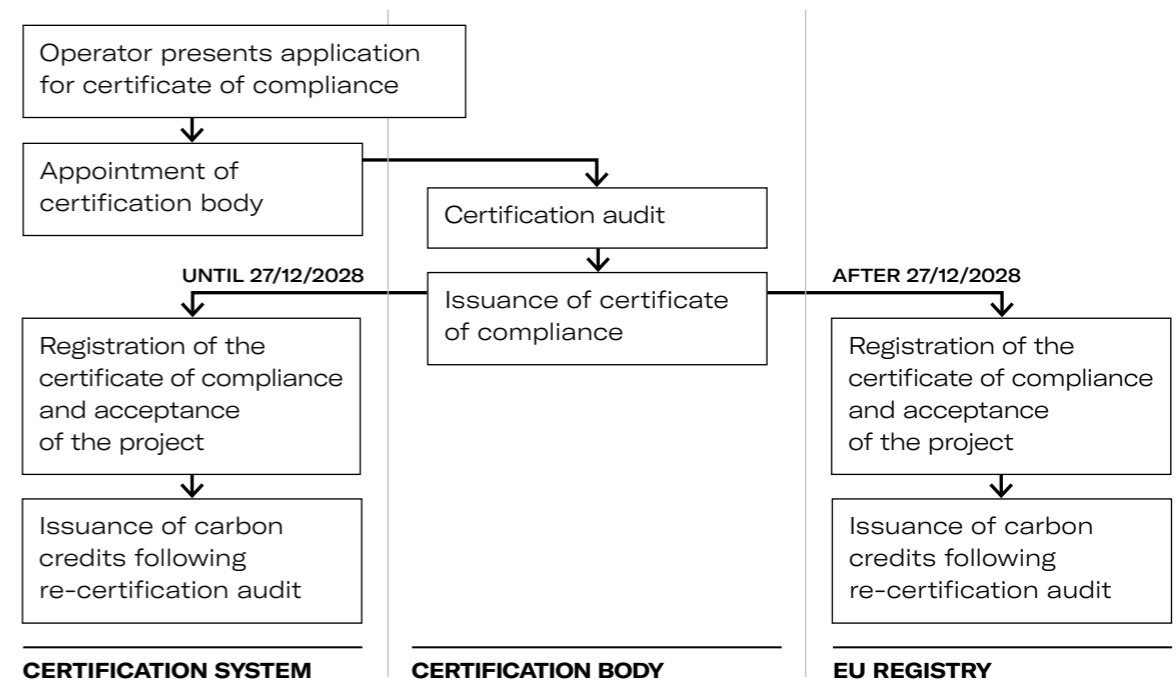 Operator presents application
for certificate of compliance
Appointment of
certification body
Certification audit
UNTIL 27/12/2028
Issuance of certificate
of compliance
AFTER 27/12/2028
Registration of the
certificate of compliance
and acceptance
of the project
Registration of the
certificate of compliance
and acceptance
of the project
Issuance of carbon
credits following
re-certification audit
Issuance of carbon
credits following
re-certification audit
CERTIFICATION SYSTEM
CERTIFICATION BODY
EU REGISTRY